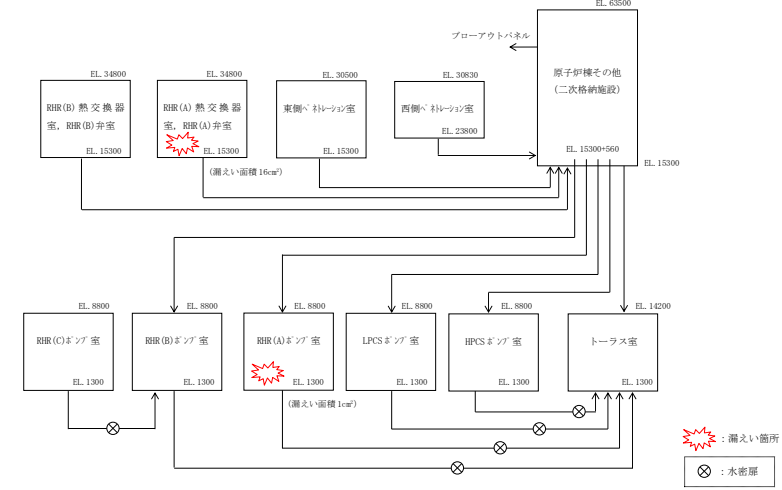 EL. 63500
ブローアウトパネル
原子炉棟その他
(二次格納施設)
EL. 15300+560
EL. 15300
EL. 34800
RHR(B)熱交換器
室，RHR(B)弁室
EL. 15300
EL. 34800
RHR(A)熱交換器
室，RHR(A)弁室
EL. 15300
(漏えい面積16cm²)
EL. 30500
東側ペネトレーション室
EL. 15300
EL. 30830
西側ペネトレーション室
EL. 23800
EL. 8800
RHR(C)ポンプ室
EL. 1300
EL. 8800
RHR(B)ポンプ室
EL. 1300
EL. 8800
RHR(A)ポンプ室
EL. 1300
(漏えい面積1cm²)
EL. 8800
LPCSポンプ室
EL. 1300
EL. 8800
HPCSポンプ室
EL. 1300
EL. 14200
トーラス室
EL. 1300
：漏えい箇所
：水密扉